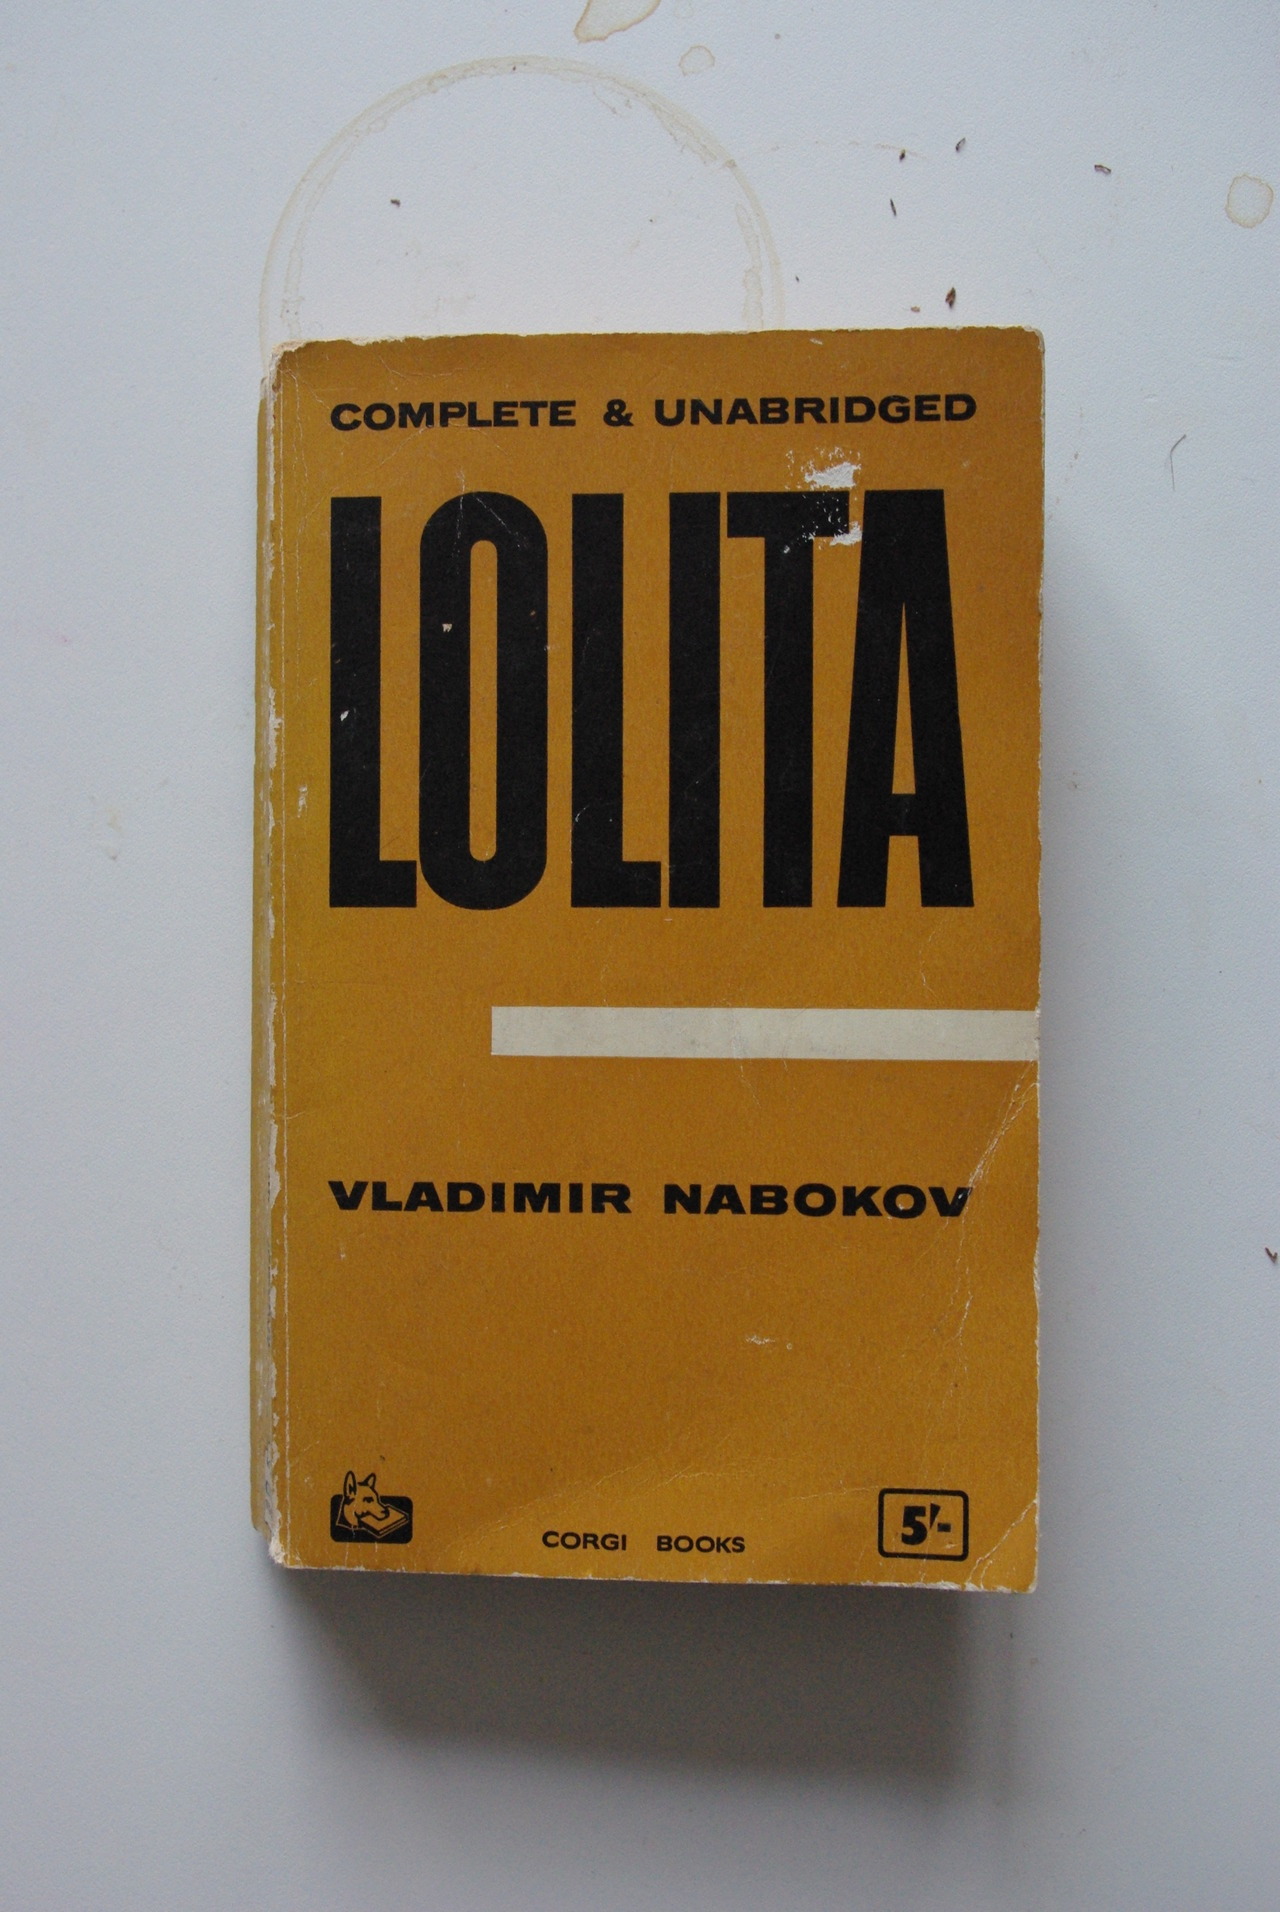 COMPLETE & UNABRIDGED
LOLITA
VLADIMIR NABOKOV
CORGI BOOKS
5/-